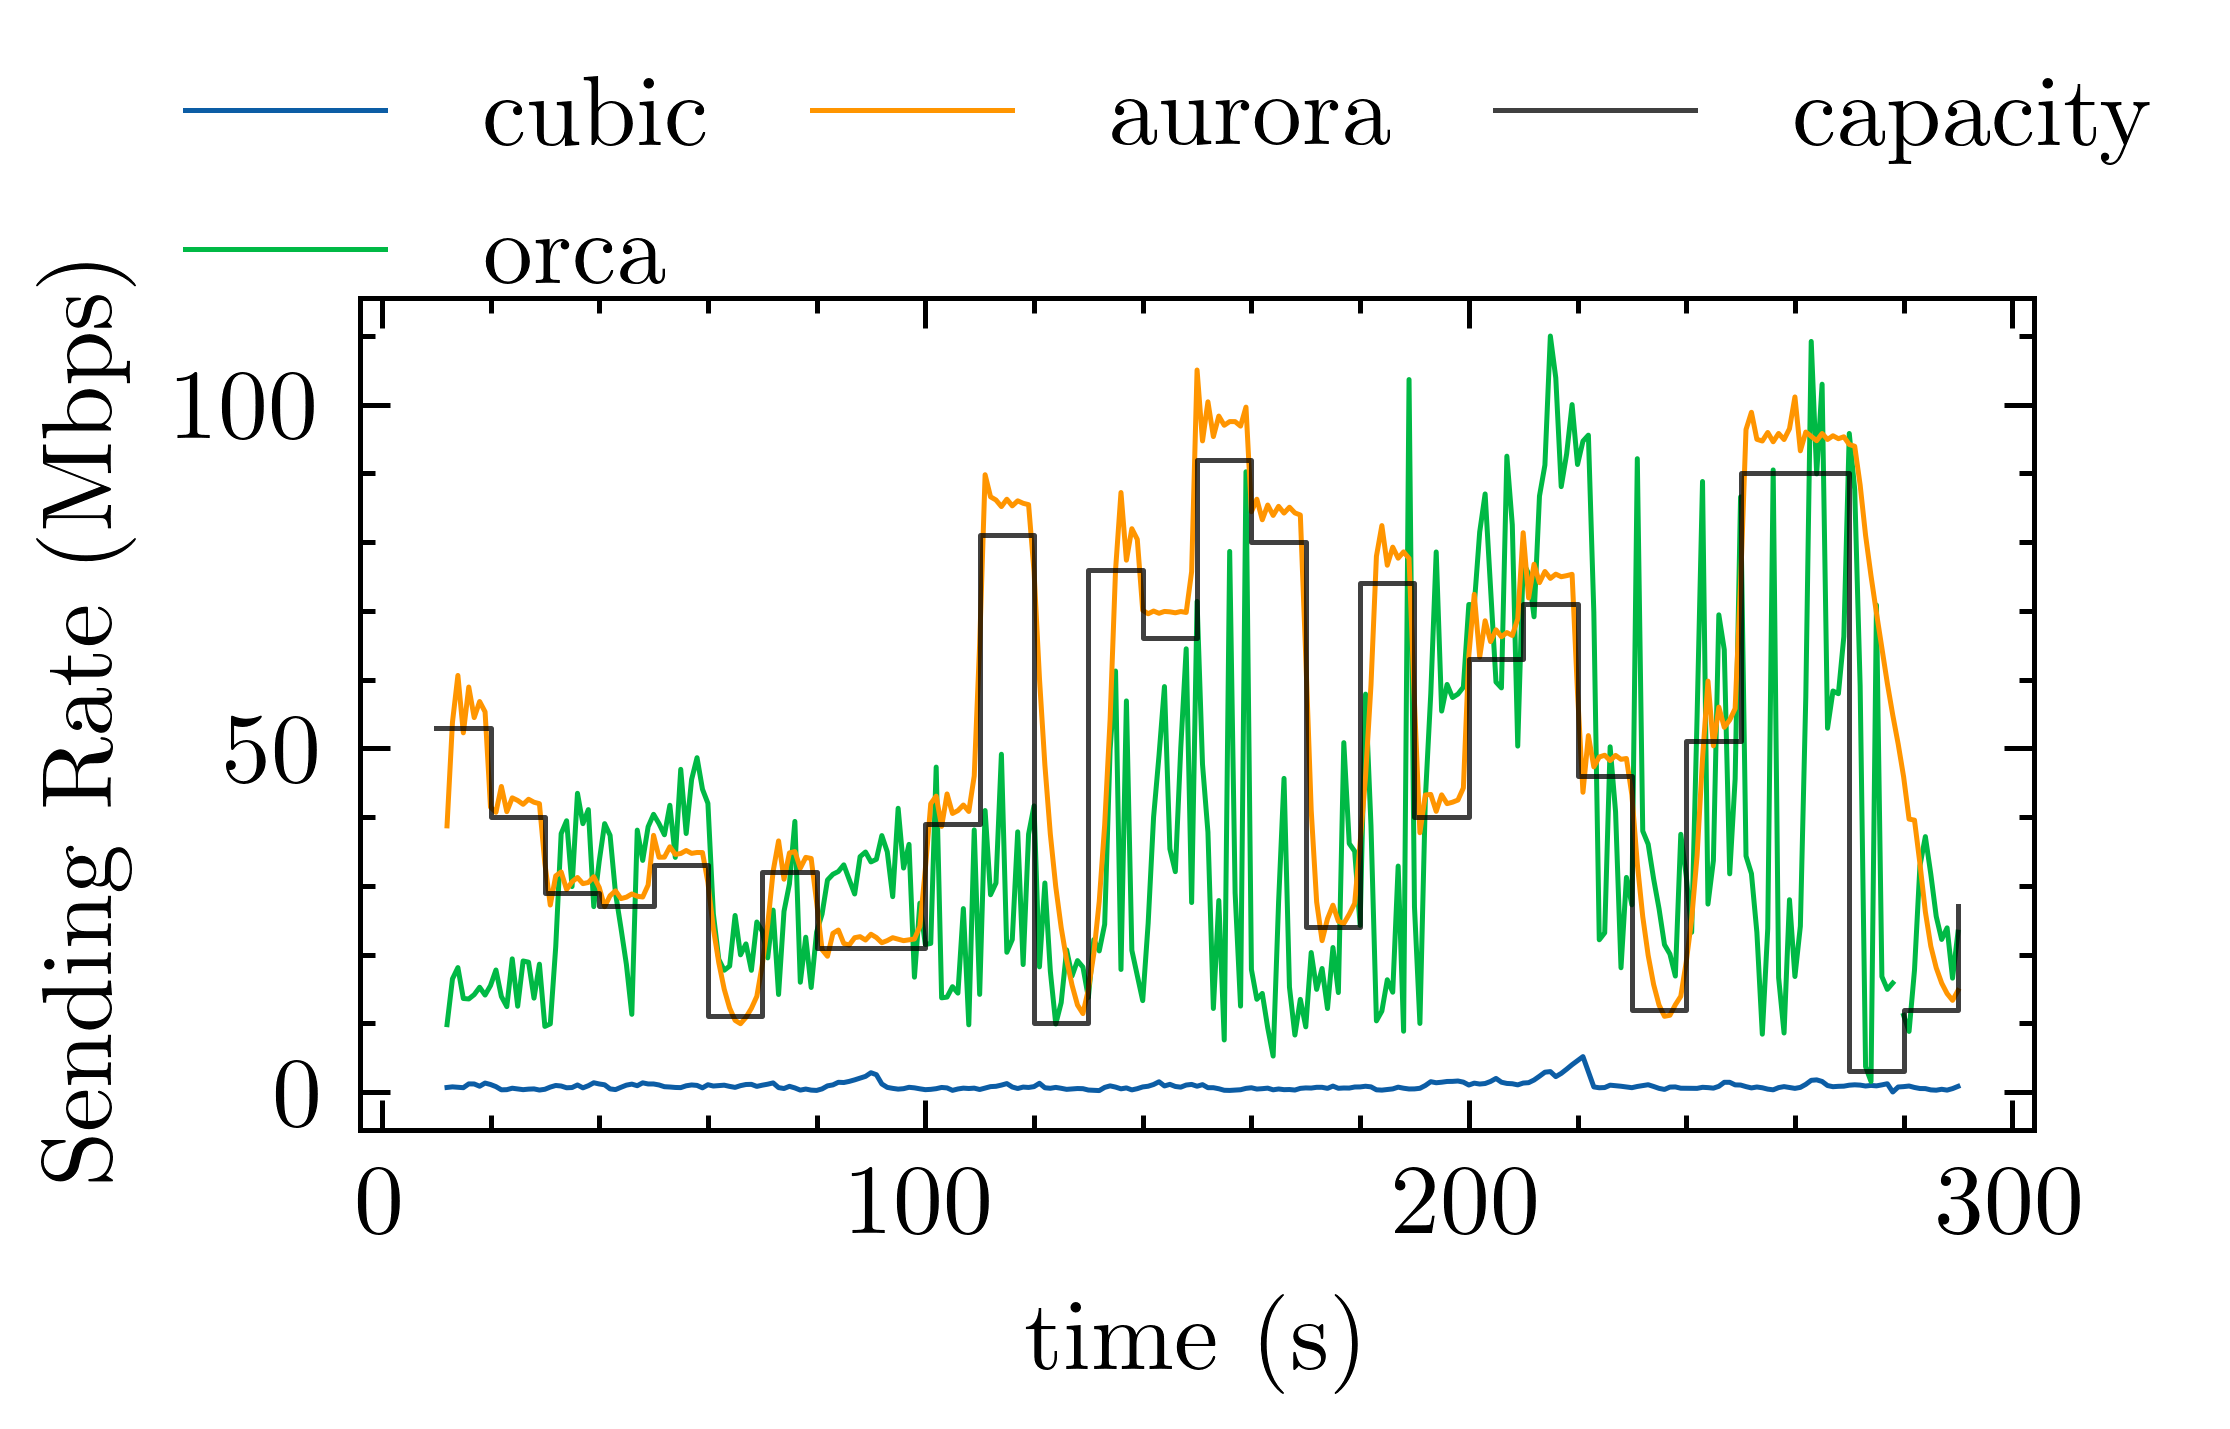 cubic aurora capacity
orca
Sending Rate (Mbps)
100
50
0
0 100 200 300
time (s)